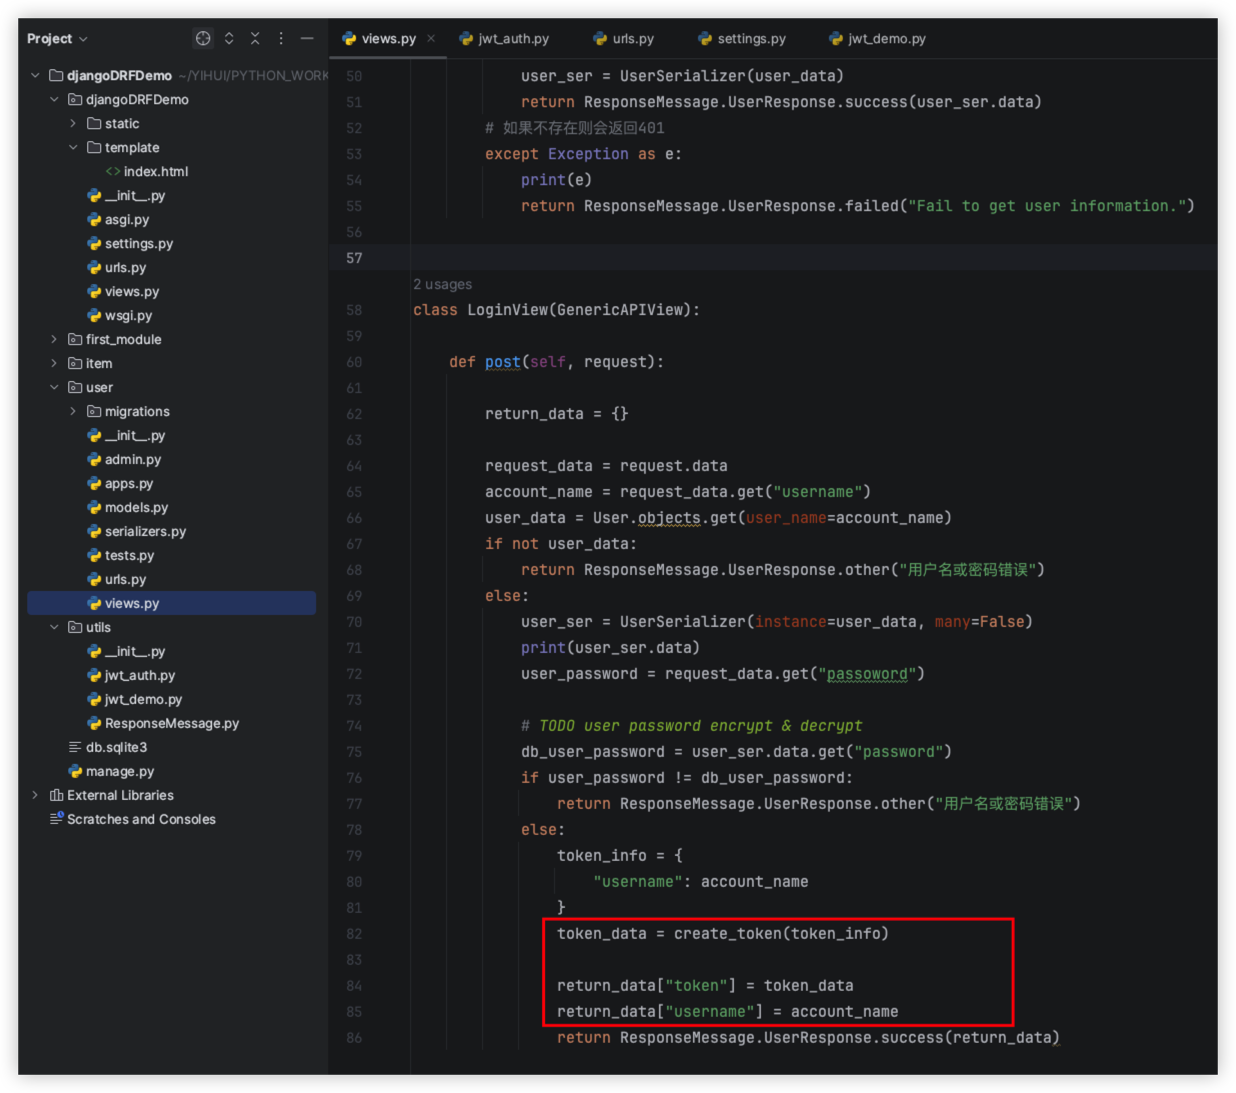 Project
views.py
jwt_auth.py
urls.py
settings.py
jwt_demo.py
djangoDRFDemo ~/YIHUI/PYTHON_WORK
djangoDRFDemo
static
template
<> index.html
__init__.py
asgi.py
settings.py
urls.py
views.py
wsgi.py
first_module
item
user
migrations
__init__.py
admin.py
apps.py
models.py
serializers.py
tests.py
urls.py
views.py
utils
__init__.py
jwt_auth.py
jwt_demo.py
ResponseMessage.py
db.sqlite3
manage.py
External Libraries
Scratches and Consoles
50 user_ser = UserSerializer(user_data)
51 return ResponseMessage.UserResponse.success(user_ser.data)
52 # 如果不存在则会返回401
53 except Exception as e:
54 print(e)
55 return ResponseMessage.UserResponse.failed("Fail to get user information.")
56
57
2 usages
58 class LoginView(GenericAPIView):
59
60 def post(self, request):
61
62 return_data = {}
63
64 request_data = request.data
65 account_name = request_data.get("username")
66 user_data = User.objects.get(user_name=account_name)
67 if not user_data:
68 return ResponseMessage.UserResponse.other("用户名或密码错误")
69 else:
70 user_ser = UserSerializer(instance=user_data, many=False)
71 print(user_ser.data)
72 user_password = request_data.get("passoword")
73
74 # TODO user password encrypt & decrypt
75 db_user_password = user_ser.data.get("password")
76 if user_password != db_user_password:
77 return ResponseMessage.UserResponse.other("用户名或密码错误")
78 else:
79 token_info = {
80 "username": account_name
81 }
82 token_data = create_token(token_info)
83
84 return_data["token"] = token_data
85 return_data["username"] = account_name
86 return ResponseMessage.UserResponse.success(return_data)